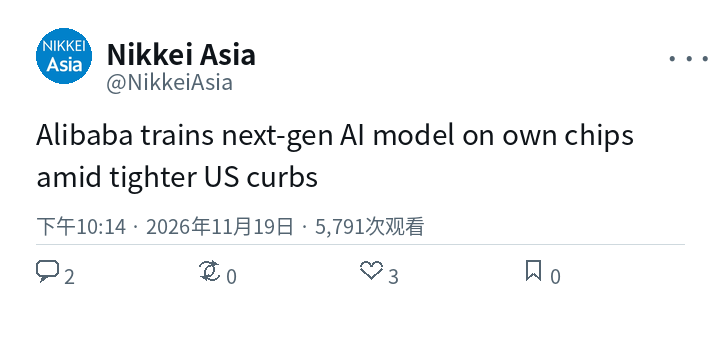 NIKKEI
Asia
Nikkei Asia
@NikkeiAsia
Alibaba trains next-gen AI model on own chips
amid tighter US curbs
下午10:14 · 2026年11月19日 · 5,791次观看
2 0 3 0